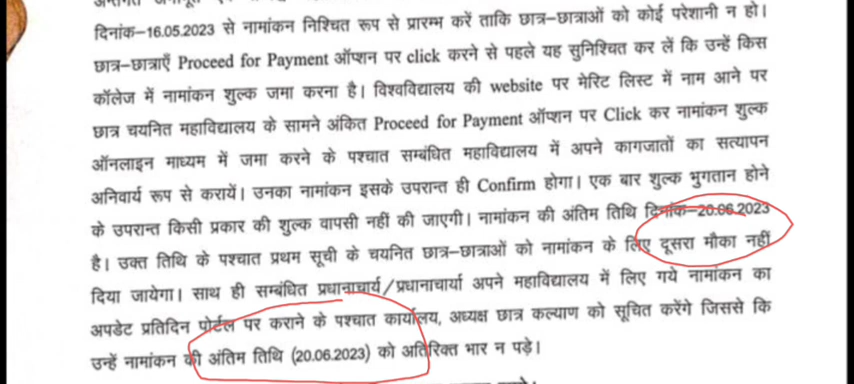 दिनांक–16.05.2023 से नामांकन निश्चित रूप से प्रारम्भ करें ताकि छात्र–छात्राओं को कोई परेशानी न हो।
छात्र–छात्राएँ Proceed for Payment ऑप्शन पर click करने से पहले यह सुनिश्चित कर लें कि उन्हें किस
कॉलेज में नामांकन शुल्क जमा करना है। विश्वविद्यालय की website पर मेरिट लिस्ट में नाम आने पर
छात्र चयनित महाविद्यालय के सामने अंकित Proceed for Payment ऑप्शन पर Click कर नामांकन शुल्क
ऑनलाइन माध्यम में जमा करने के पश्चात सम्बंधित महाविद्यालय में अपने कागजातों का सत्यापन
अनिवार्य रूप से करायें। उनका नामांकन इसके उपरान्त ही Confirm होगा। एक बार शुल्क भुगतान होने
के उपरान्त किसी प्रकार की शुल्क वापसी नहीं की जाएगी। नामांकन की अंतिम तिथि दिनांक–20.06.2023
है। उक्त तिथि के पश्चात प्रथम सूची के चयनित छात्र–छात्राओं को नामांकन के लिए दूसरा मौका नहीं
दिया जायेगा। साथ ही सम्बंधित प्रधानाचार्य/प्रधानाचार्या अपने महाविद्यालय में लिए गये नामांकन का
अपडेट प्रतिदिन पोर्टल पर कराने के पश्चात कार्यालय, अध्यक्ष छात्र कल्याण को सूचित करेंगे जिससे कि
उन्हें नामांकन की अंतिम तिथि (20.06.2023) को अतिरिक्त भार न पड़े।